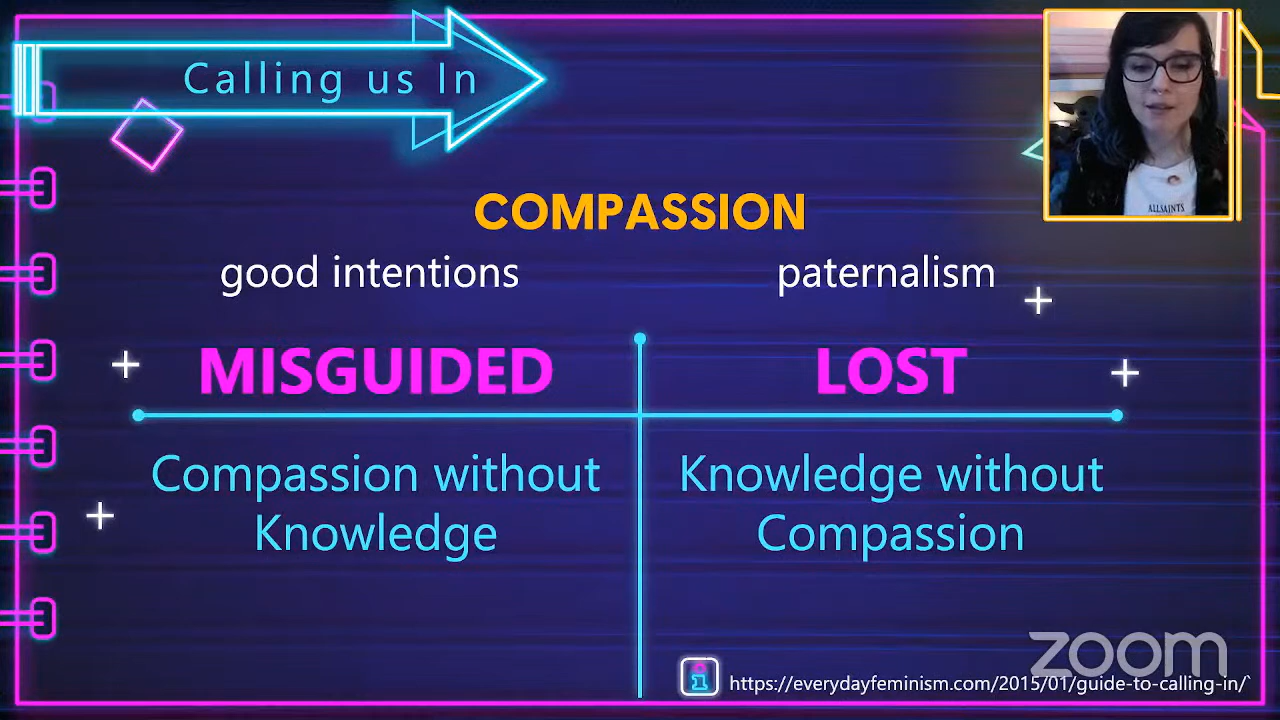 Calling us In
COMPASSION
good intentions
paternalism
MISGUIDED
LOST
Compassion without
Knowledge
Knowledge without
Compassion
ALLSAINTS
zoom
i
https://everydayfeminism.com/2015/01/guide-to-calling-in/`